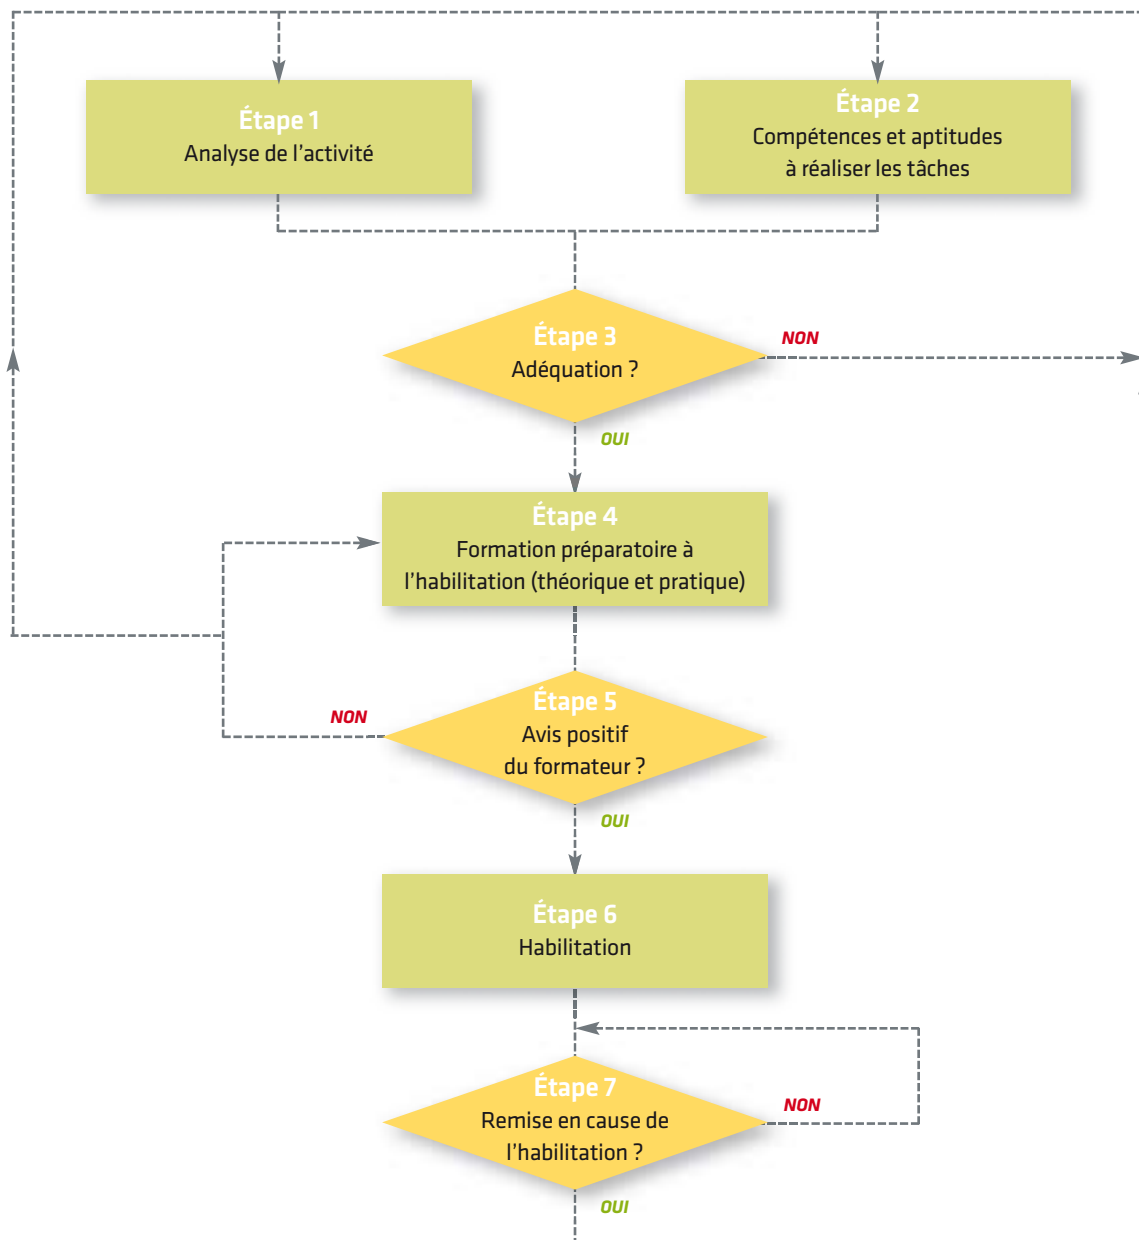 Étape 1
Analyse de l'activité
Étape 2
Compétences et aptitudes
à réaliser les tâches
Étape 3
Adéquation ?
NON
OUI
Étape 4
Formation préparatoire à
l'habilitation (théorique et pratique)
Étape 5
Avis positif
du formateur ?
NON
OUI
Étape 6
Habilitation
Étape 7
Remise en cause de
l'habilitation ?
NON
OUI